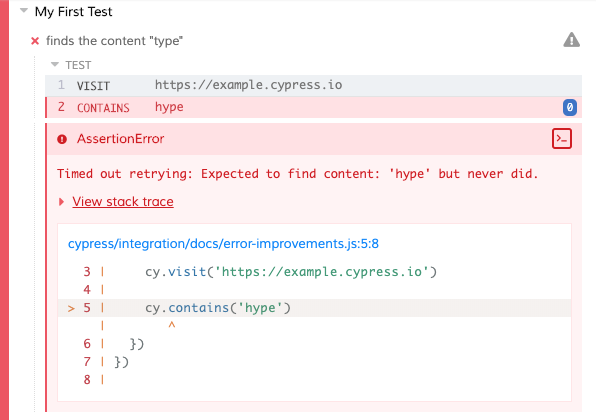 My First Test
finds the content "type"
TEST
1 VISIT https://example.cypress.io
2 CONTAINS hype 0
AssertionError
Timed out retrying: Expected to find content: 'hype' but never did.
View stack trace
cypress/integration/docs/error-improvements.js:5:8
3 | cy.visit('https://example.cypress.io')
4 |
> 5 | cy.contains('hype')
| ^
6 | })
7 | })
8 |